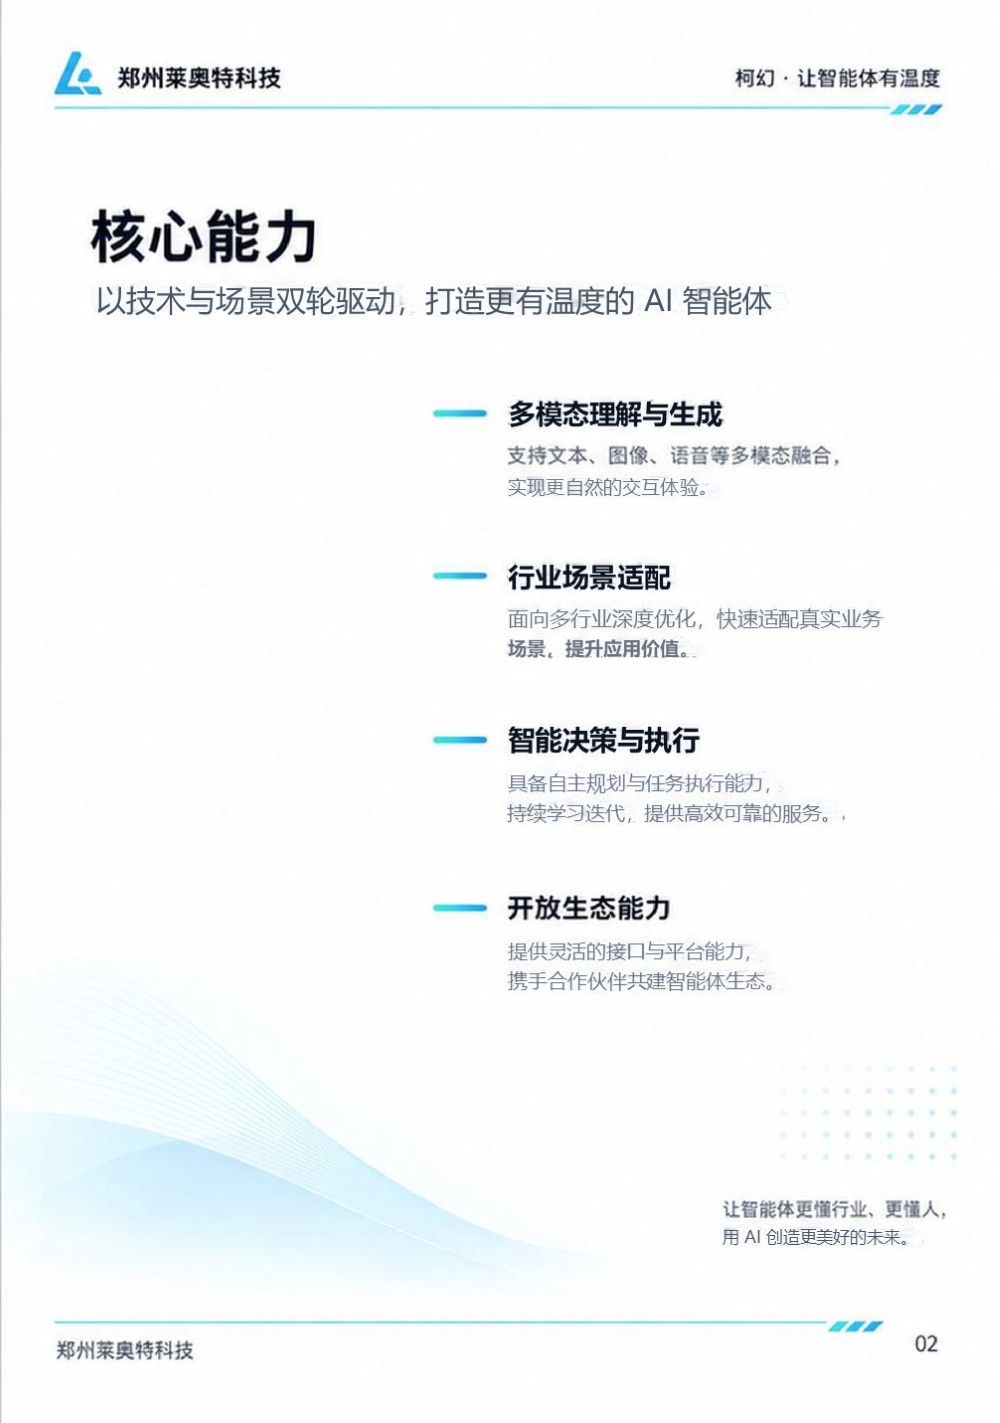 郑州莱奥特科技
柯幻 · 让智能体有温度
核心能力
以技术与场景双轮驱动，打造更有温度的 AI 智能体
多模态理解与生成
支持文本、图像、语音等多模态融合，
实现更自然的交互体验。
行业场景适配
面向多行业深度优化，快速适配真实业务
场景，提升应用价值。
智能决策与执行
具备自主规划与任务执行能力，
持续学习迭代，提供高效可靠的服务。
开放生态能力
提供灵活的接口与平台能力，
携手合作伙伴共建智能体生态。
让智能体更懂行业、更懂人，
用 AI 创造更美好的未来。
郑州莱奥特科技
02